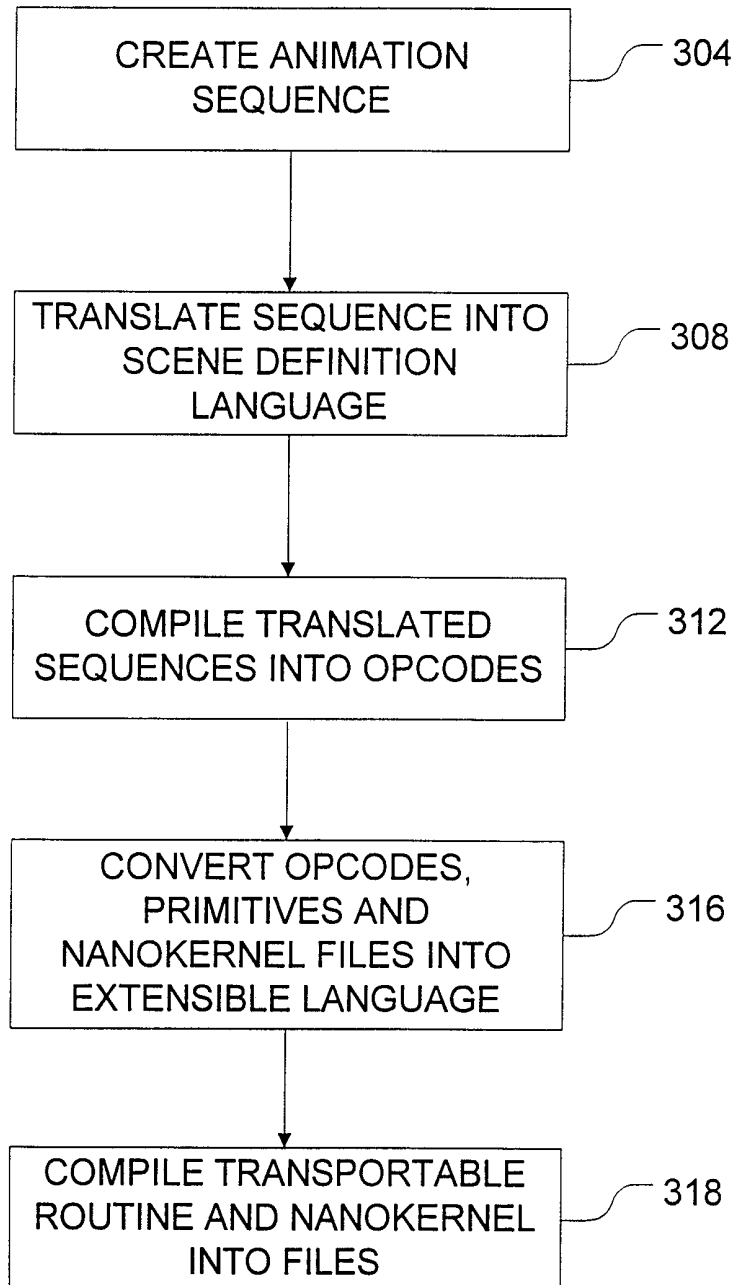 CREATE ANIMATION
SEQUENCE
304
TRANSLATE SEQUENCE INTO
SCENE DEFINITION
LANGUAGE
308
COMPILE TRANSLATED
SEQUENCES INTO OPCODES
312
CONVERT OPCODES,
PRIMITIVES AND
NANOKERNEL FILES INTO
EXTENSIBLE LANGUAGE
316
COMPILE TRANSPORTABLE
ROUTINE AND NANOKERNEL
INTO FILES
318